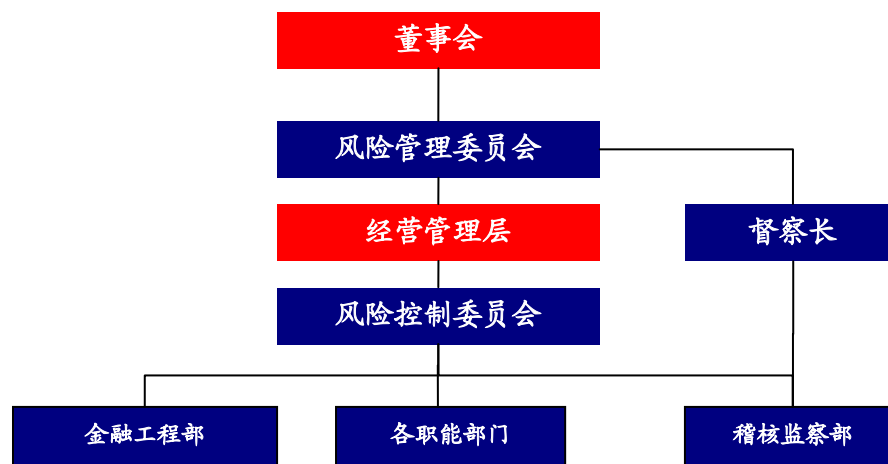 董事会
风险管理委员会
经营管理层
督察长
风险控制委员会
金融工程部
各职能部门
稽核监察部